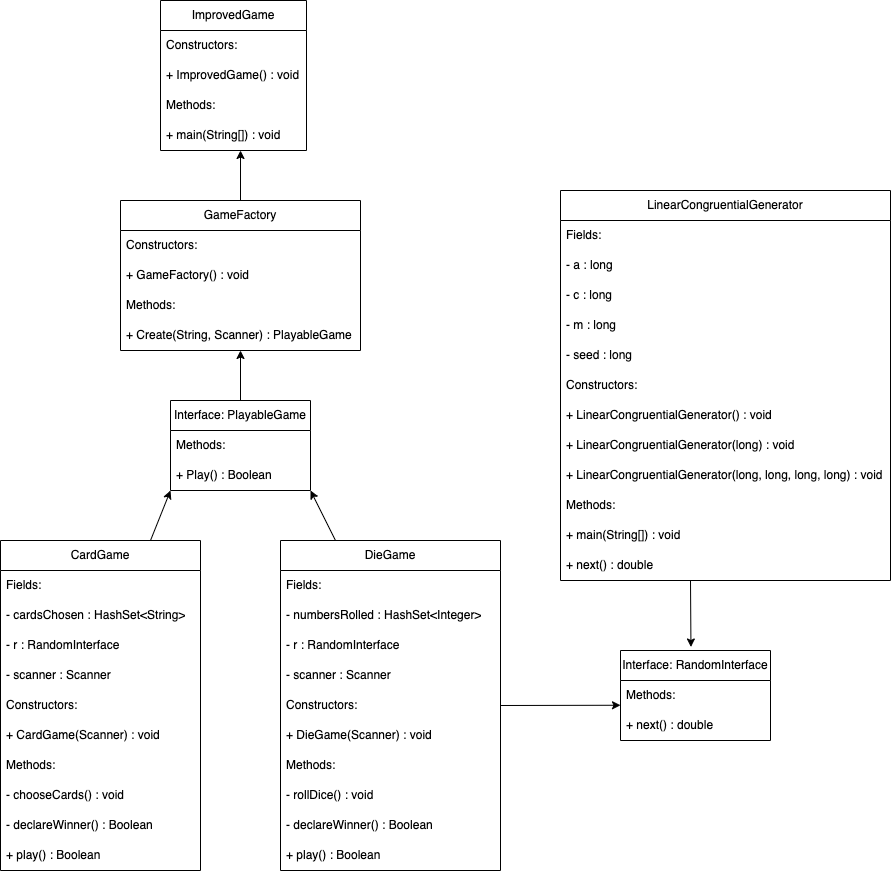 ImprovedGame
Constructors:
+ ImprovedGame() : void
Methods:
+ main(String[]) : void
GameFactory
Constructors:
+ GameFactory() : void
Methods:
+ Create(String, Scanner) : PlayableGame
Interface: PlayableGame
Methods:
+ Play() : Boolean
CardGame
Fields:
- cardsChosen : HashSet<String>
- r : RandomInterface
- scanner : Scanner
Constructors:
+ CardGame(Scanner) : void
Methods:
- chooseCards() : void
- declareWinner() : Boolean
+ play() : Boolean
DieGame
Fields:
- numbersRolled : HashSet<Integer>
- r : RandomInterface
- scanner : Scanner
Constructors:
+ DieGame(Scanner) : void
Methods:
- rollDice() : void
- declareWinner() : Boolean
+ play() : Boolean
LinearCongruentialGenerator
Fields:
- a : long
- c : long
- m : long
- seed : long
Constructors:
+ LinearCongruentialGenerator() : void
+ LinearCongruentialGenerator(long) : void
+ LinearCongruentialGenerator(long, long, long, long) : void
Methods:
+ main(String[]) : void
+ next() : double
Interface: RandomInterface
Methods:
+ next() : double